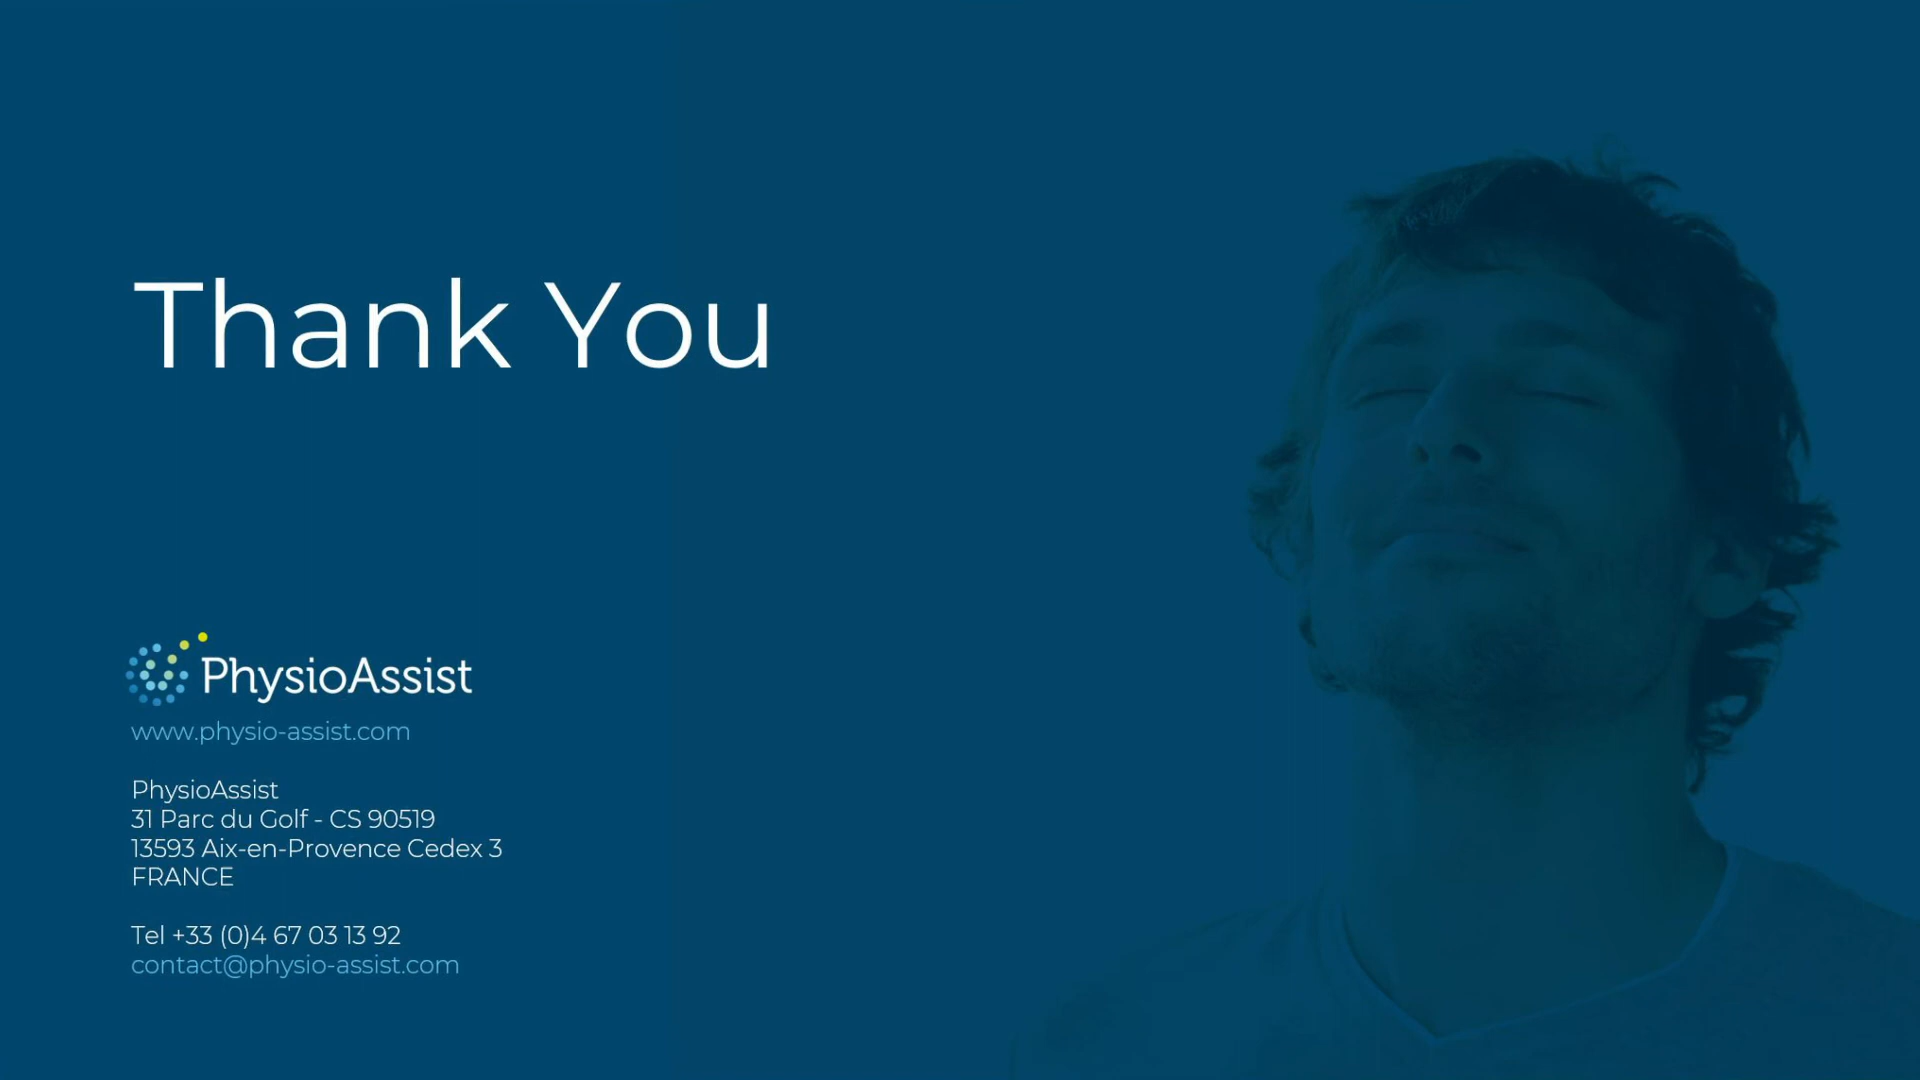 Thank You
PhysioAssist
www.physio-assist.com
PhysioAssist
31 Parc du Golf - CS 90519
13593 Aix-en-Provence Cedex 3
FRANCE
Tel +33 (0)4 67 03 13 92
contact@physio-assist.com